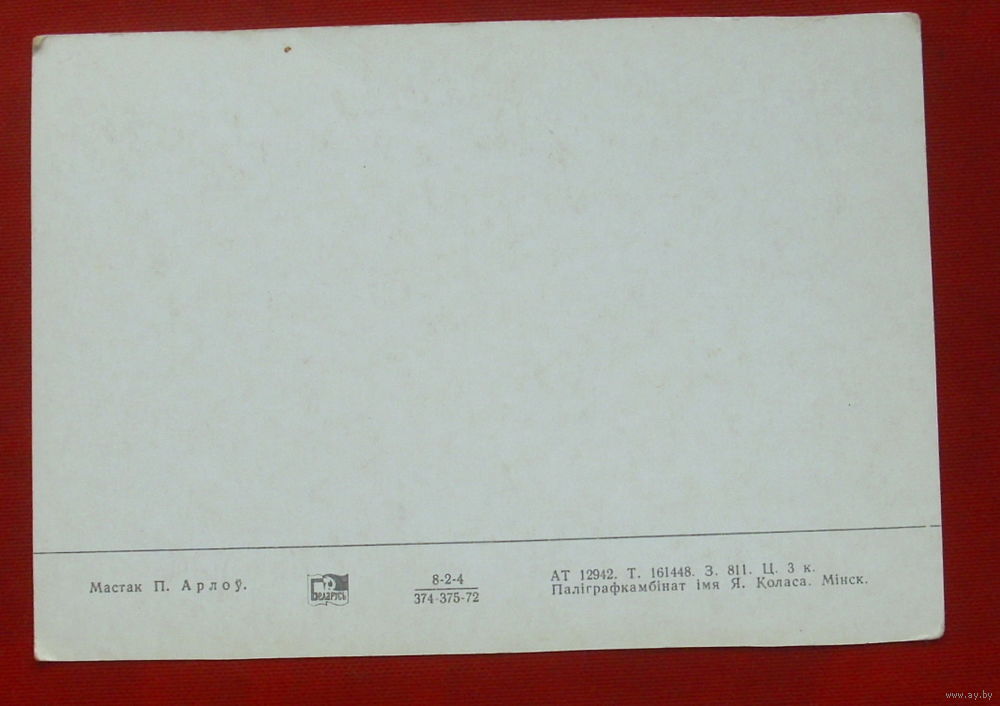 Мастак П. Арлоў.
БЕЛАРУСЬ
8-2-4
374-375-72
АТ 12942. Т. 161448. З. 811. Ц. 3 к.
Паліграфкамбінат імя Я. Коласа. Мінск.
www.ay.by